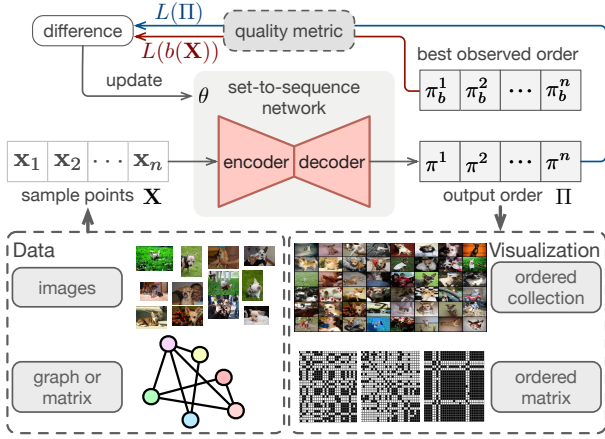 L(Π)
difference
quality metric
L(b(X))
best observed order
update
θ
set-to-sequence
network
π_b^1 π_b^2 ··· π_b^n
x_1 x_2 ··· x_n
encoder decoder
π^1 π^2 ··· π^n
sample points X
output order Π
Data
Visualization
images
ordered
collection
graph or
matrix
ordered
matrix